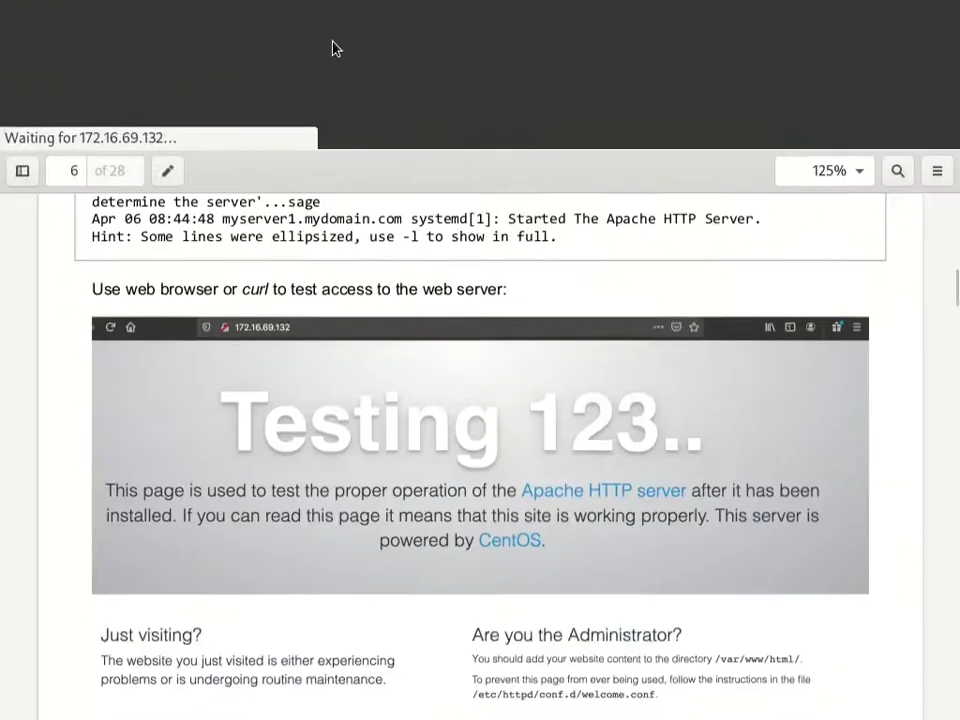 Waiting for 172.16.69.132...
6 of 28 125%
determine the server'...sage
Apr 06 08:44:48 myserver1.mydomain.com systemd[1]: Started The Apache HTTP Server.
Hint: Some lines were ellipsized, use -l to show in full.
Use web browser or curl to test access to the web server:
172.16.69.132
Testing 123..
This page is used to test the proper operation of the Apache HTTP server after it has been
installed. If you can read this page it means that this site is working properly. This server is
powered by CentOS.
Just visiting?
The website you just visited is either experiencing
problems or is undergoing routine maintenance.
Are you the Administrator?
You should add your website content to the directory /var/www/html/.
To prevent this page from ever being used, follow the instructions in the file
/etc/httpd/conf.d/welcome.conf.